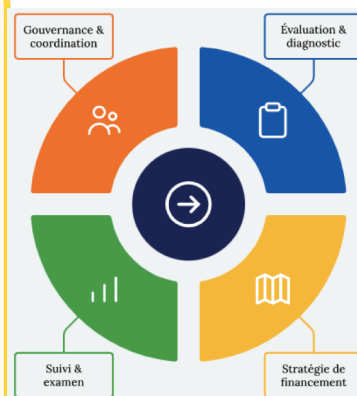 Gouvernance &
coordination
Évaluation &
diagnostic
Suivi &
examen
Stratégie de
financement